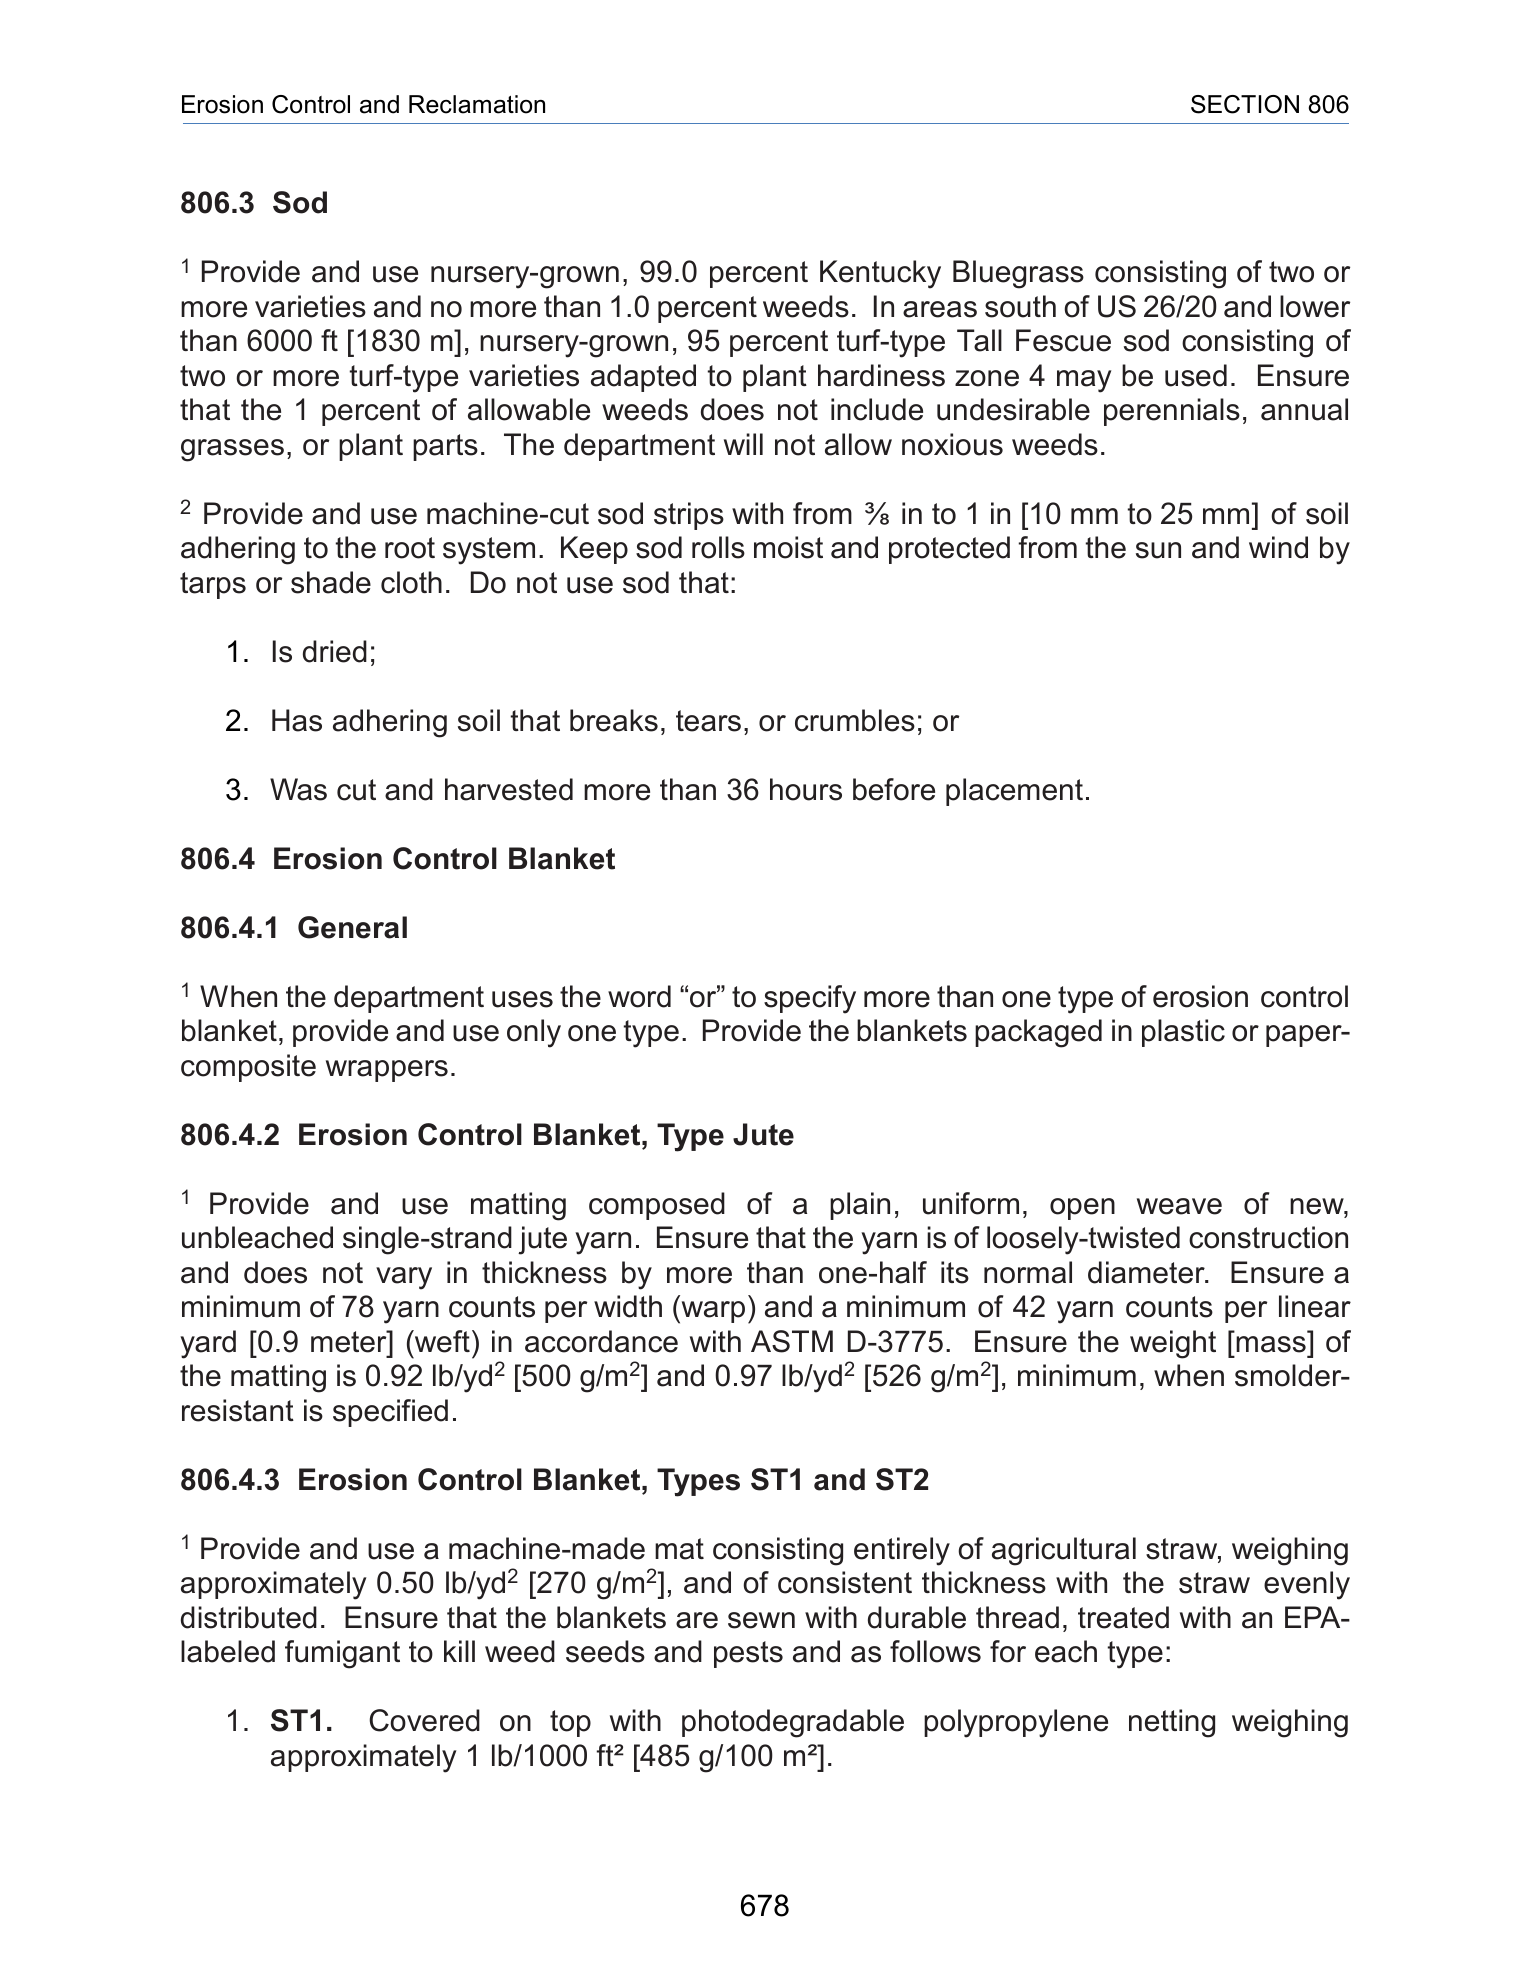 Erosion Control and Reclamation SECTION 806
806.3 Sod
¹ Provide and use nursery-grown, 99.0 percent Kentucky Bluegrass consisting of two or
more varieties and no more than 1.0 percent weeds. In areas south of US 26/20 and lower
than 6000 ft [1830 m], nursery-grown, 95 percent turf-type Tall Fescue sod consisting of
two or more turf-type varieties adapted to plant hardiness zone 4 may be used. Ensure
that the 1 percent of allowable weeds does not include undesirable perennials, annual
grasses, or plant parts. The department will not allow noxious weeds.
² Provide and use machine-cut sod strips with from ⅜ in to 1 in [10 mm to 25 mm] of soil
adhering to the root system. Keep sod rolls moist and protected from the sun and wind by
tarps or shade cloth. Do not use sod that:
1. Is dried;
2. Has adhering soil that breaks, tears, or crumbles; or
3. Was cut and harvested more than 36 hours before placement.
806.4 Erosion Control Blanket
806.4.1 General
¹ When the department uses the word “or” to specify more than one type of erosion control
blanket, provide and use only one type. Provide the blankets packaged in plastic or paper-
composite wrappers.
806.4.2 Erosion Control Blanket, Type Jute
¹ Provide and use matting composed of a plain, uniform, open weave of new,
unbleached single-strand jute yarn. Ensure that the yarn is of loosely-twisted construction
and does not vary in thickness by more than one-half its normal diameter. Ensure a
minimum of 78 yarn counts per width (warp) and a minimum of 42 yarn counts per linear
yard [0.9 meter] (weft) in accordance with ASTM D-3775. Ensure the weight [mass] of
the matting is 0.92 lb/yd² [500 g/m²] and 0.97 lb/yd² [526 g/m²], minimum, when smolder-
resistant is specified.
806.4.3 Erosion Control Blanket, Types ST1 and ST2
¹ Provide and use a machine-made mat consisting entirely of agricultural straw, weighing
approximately 0.50 lb/yd² [270 g/m²], and of consistent thickness with the straw evenly
distributed. Ensure that the blankets are sewn with durable thread, treated with an EPA-
labeled fumigant to kill weed seeds and pests and as follows for each type:
1. ST1. Covered on top with photodegradable polypropylene netting weighing
approximately 1 lb/1000 ft² [485 g/100 m²].
678